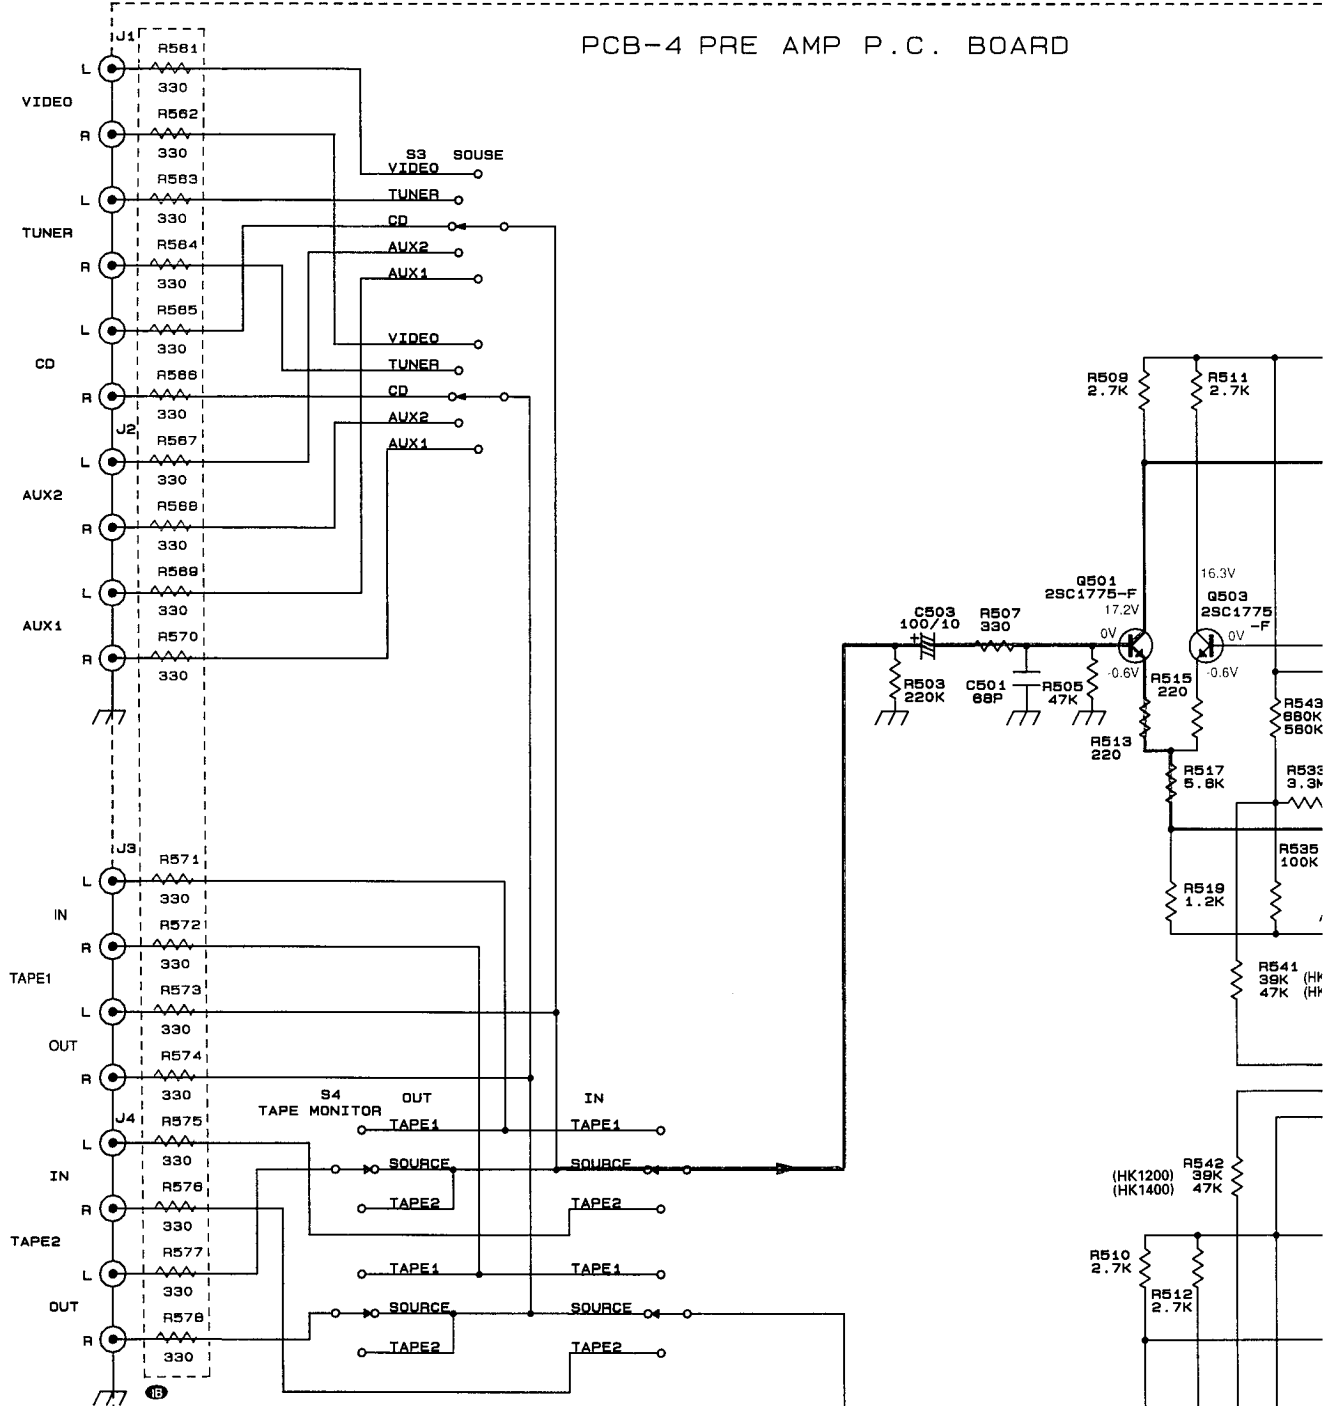 PCB-4 PRE AMP P.C. BOARD
J1
R561
L
330
VIDEO
R562
R
330
S3 SOUSE
VIDEO
R563
L
TUNER
330
TUNER
CD
R564
R
AUX2
330
AUX1
R565
L
330
VIDEO
CD
TUNER
R566
R
CD
330
J2
AUX2
R567
AUX1
L
330
AUX2
R568
R
330
R569
L
330
AUX1
R570
R
330
R509
2.7K
R511
2.7K
Q501
2SC1775-F
17.2V
16.3V
Q503
2SC1775
-F
C503
100/10
+
R507
330
0V
0V
-0.6V
-0.6V
R503
220K
C501
68P
R505
47K
R515
220
R513
220
R543
680K
560K
R517
5.6K
R533
3.3M
R535
100K
R519
1.2K
R541
39K (HK
47K (HK
J3
R571
L
330
IN
R572
R
330
TAPE1
R573
L
330
OUT
R574
R
330
S4
TAPE MONITOR
OUT
IN
J4
R575
TAPE1
TAPE1
L
330
SOURCE
SOURCE
IN
R576
R
TAPE2
TAPE2
330
TAPE2
R577
L
TAPE1
TAPE1
330
OUT
SOURCE
SOURCE
R578
R
TAPE2
TAPE2
330
R542
(HK1200) 39K
(HK1400) 47K
R510
2.7K
R512
2.7K